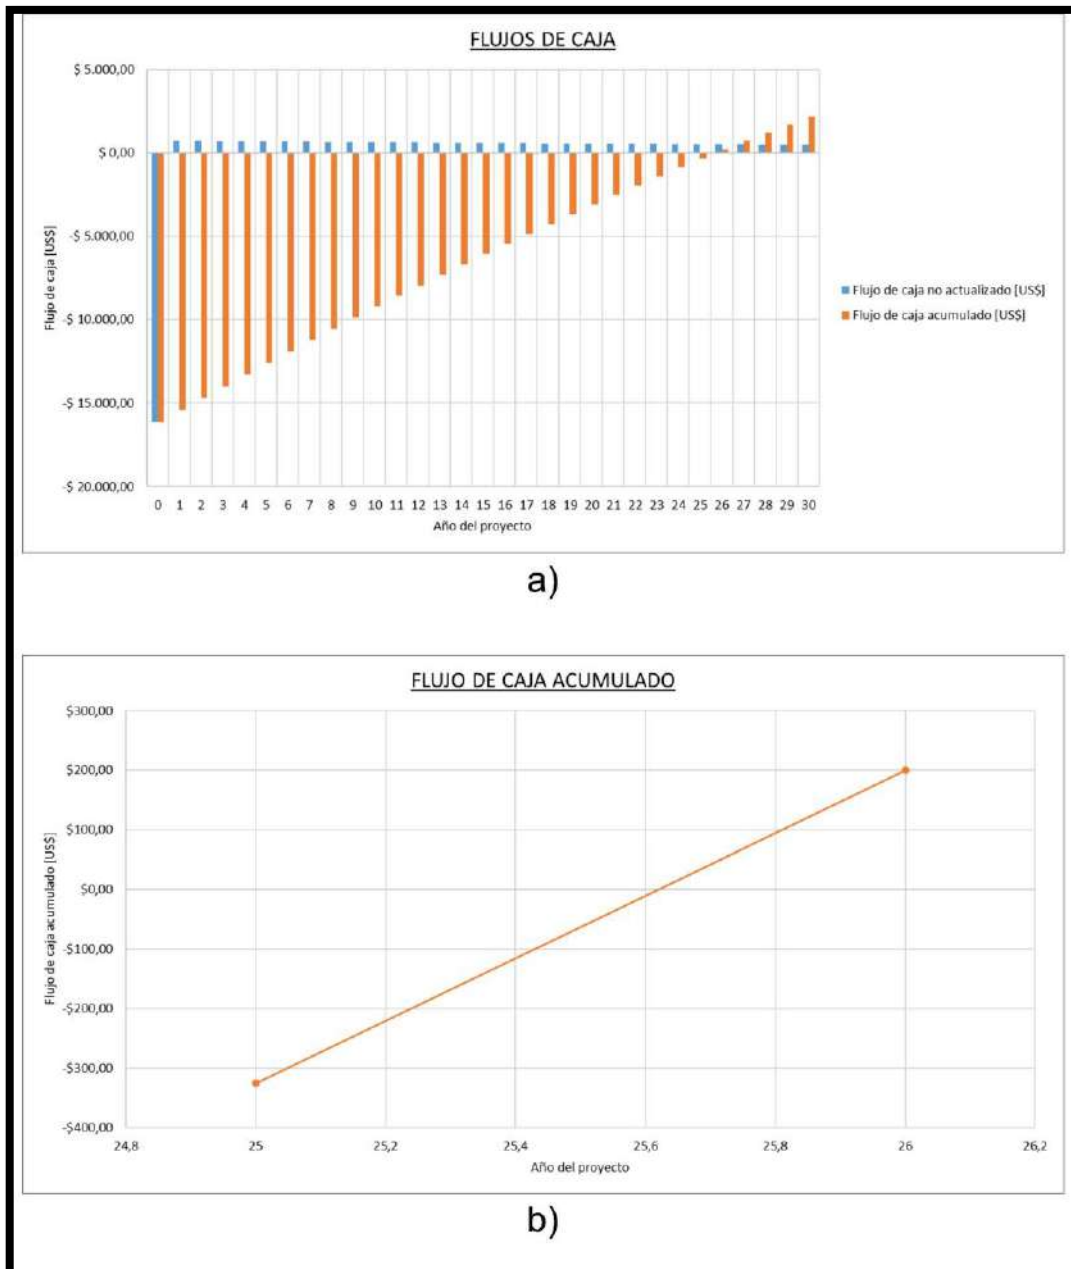 FLUJOS DE CAJA
$ 5.000,00
$ 0,00
-$ 5.000,00
-$ 10.000,00
-$ 15.000,00
-$ 20.000,00
Flujo de caja [US$]
0 1 2 3 4 5 6 7 8 9 10 11 12 13 14 15 16 17 18 19 20 21 22 23 24 25 26 27 28 29 30
Año del proyecto
Flujo de caja no actualizado [US$]
Flujo de caja acumulado [US$]
a)
FLUJO DE CAJA ACUMULADO
$300,00
$200,00
$100,00
$0,00
-$100,00
-$200,00
-$300,00
-$400,00
Flujo de caja acumulado [US$]
24,8 25 25,2 25,4 25,6 25,8 26 26,2
Año del proyecto
b)